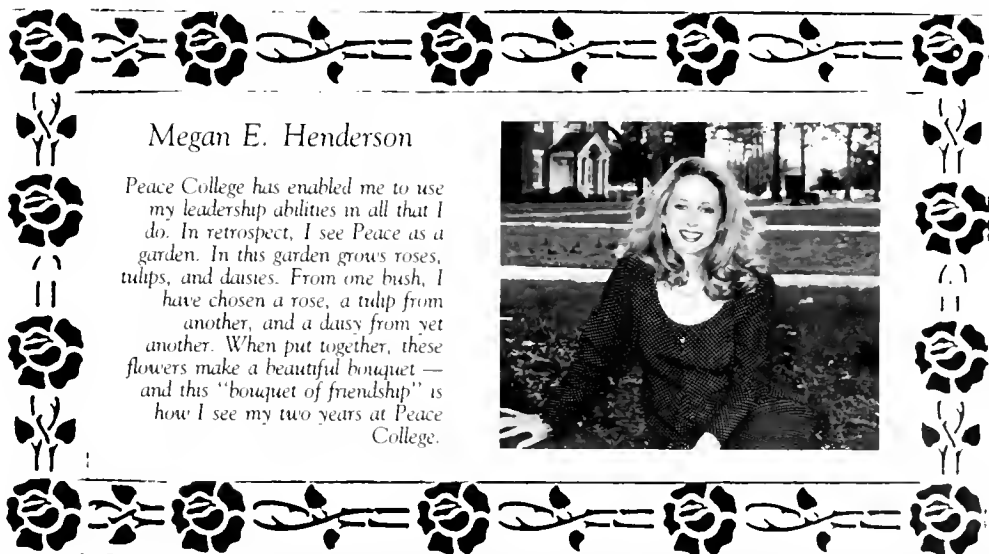 Megan E. Henderson
Peace College has enabled me to use
my leadership abilities in all that I
do. In retrospect, I see Peace as a
garden. In this garden grows roses,
tulips, and daisies. From one bush, I
have chosen a rose, a tulip from
another, and a daisy from yet
another. When put together, these
flowers make a beautiful bouquet —
and this "bouquet of friendship" is
how I see my two years at Peace
College.